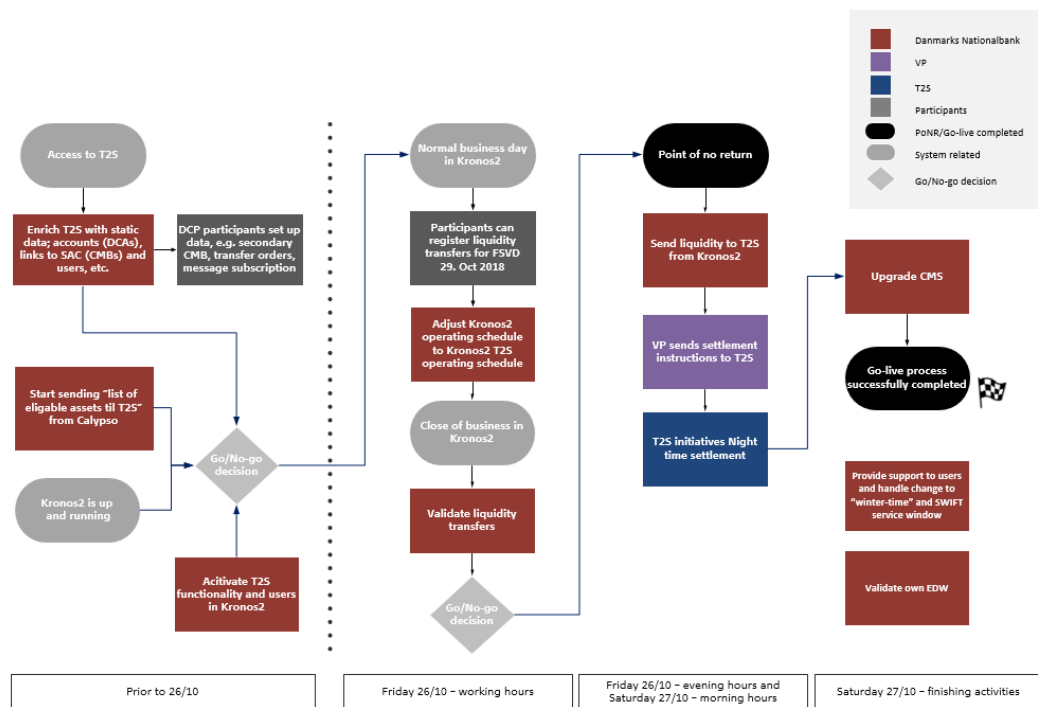 Danmarks Nationalbank
VP
T2S
Participants
PoNR/Go-live completed
System related
Go/No-go decision
Access to T2S
Enrich T2S with static
data; accounts (DCAs),
links to SAC (CMBs) and
users, etc.
DCP participants set up
data, e.g. secondary
CMB, transfer orders,
message subscription
Start sending "list of
eligable assets til T2S"
from Calypso
Kronos2 is up
and running
Go/No-go
decision
Acitivate T2S
functionality and users
in Kronos2
Normal business day
in Kronos2
Participants can
register liquidity
transfers for FSVD
29. Oct 2018
Adjust Kronos2
operating schedule
to Kronos2 T2S
operating schedule
Close of business in
Kronos2
Validate liquidity
transfers
Go/No-go
decision
Point of no return
Send liquidity to T2S
from Kronos2
VP sends settlement
instructions to T2S
T2S initiatives Night
time settlement
Upgrade CMS
Go-live process
successfully completed
Provide support to users
and handle change to
"winter-time" and SWIFT
service window
Validate own EDW
Prior to 26/10
Friday 26/10 – working hours
Friday 26/10 – evening hours and
Saturday 27/10 – morning hours
Saturday 27/10 – finishing activities